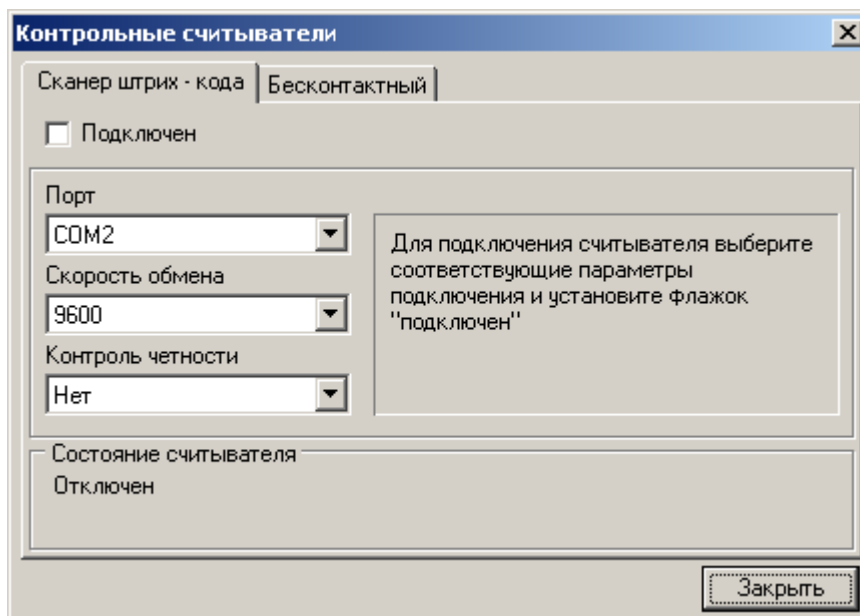 Контрольные считыватели
Сканер штрих - кода
Бесконтактный
Подключен
Порт
COM2
Скорость обмена
9600
Контроль четности
Нет
Для подключения считывателя выберите
соответствующие параметры
подключения и установите флажок
"подключен"
Состояние считывателя
Отключен
Закрыть